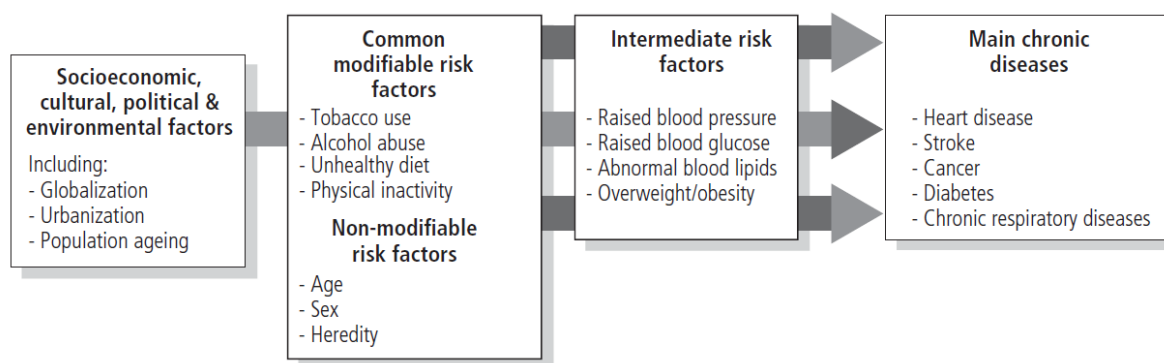 Socioeconomic,
cultural, political &
environmental factors
Including:
- Globalization
- Urbanization
- Population ageing
Common
modifiable risk
factors
- Tobacco use
- Alcohol abuse
- Unhealthy diet
- Physical inactivity
Non-modifiable
risk factors
- Age
- Sex
- Heredity
Intermediate risk
factors
- Raised blood pressure
- Raised blood glucose
- Abnormal blood lipids
- Overweight/obesity
Main chronic
diseases
- Heart disease
- Stroke
- Cancer
- Diabetes
- Chronic respiratory diseases